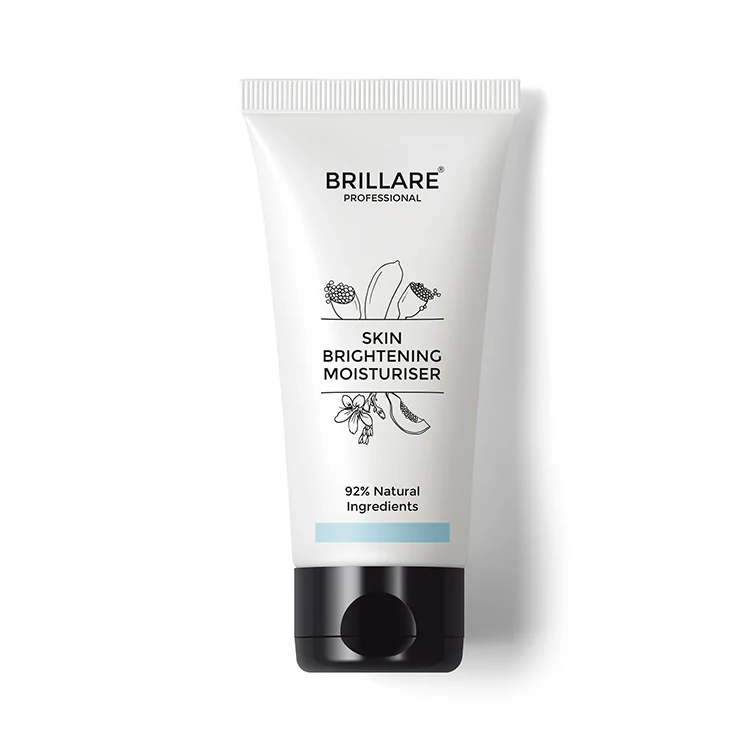 BRILLARE®
PROFESSIONAL
SKIN
BRIGHTENING
MOISTURISER
92% Natural
Ingredients